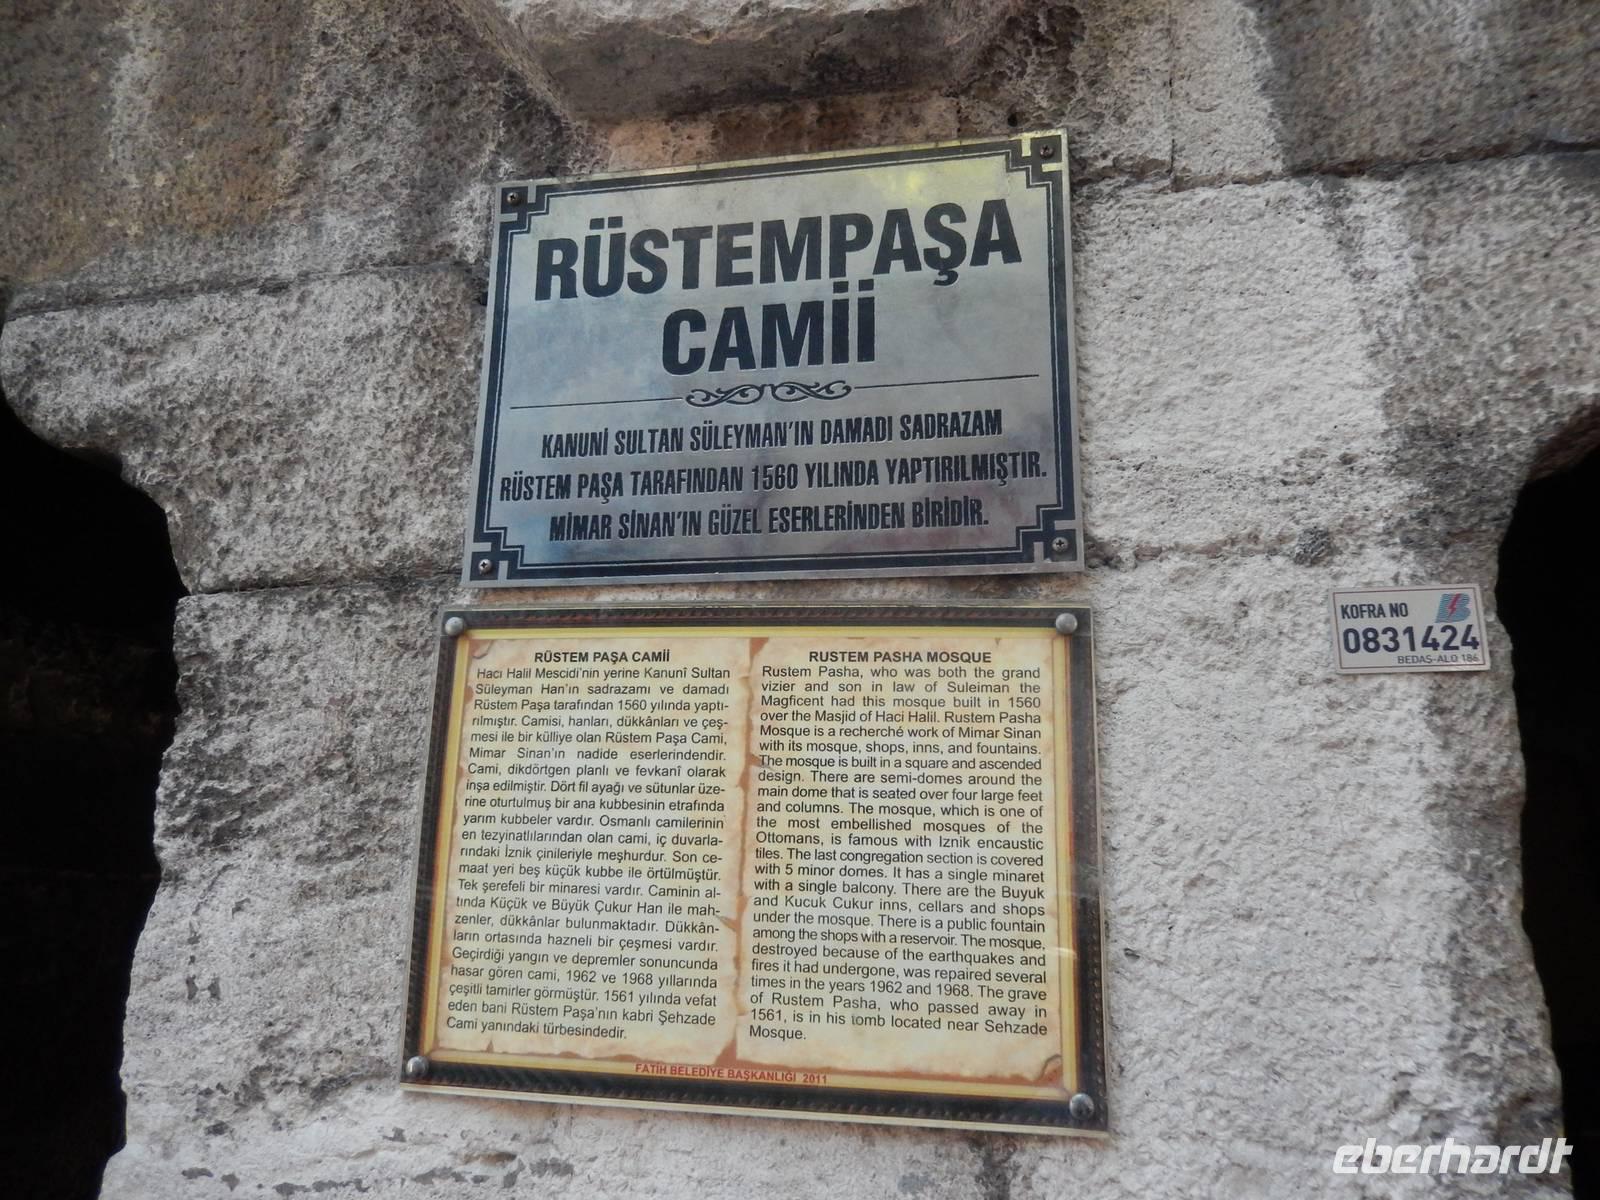 RÜSTEMPAŞA
CAMİİ
KANUNİ SULTAN SÜLEYMAN'IN DAMADI SADRAZAM
RÜSTEM PAŞA TARAFINDAN 1560 YILINDA YAPTIRILMIŞTIR.
MİMAR SİNAN'IN GÜZEL ESERLERİNDEN BİRİDİR.
RÜSTEM PAŞA CAMİİ
Hacı Halil Mescidi'nin yerine Kanunî Sultan
Süleyman Han'ın sadrazamı ve damadı
Rüstem Paşa tarafından 1560 yılında yaptı-
rılmıştır. Camisi, hanları, dükkânları ve çeş-
mesi ile bir külliye olan Rüstem Paşa Cami,
Mimar Sinan'ın nadide eserlerindendir.
Cami, dikdörtgen planlı ve fevkanî olarak
inşa edilmiştir. Dört fil ayağı ve sütunlar üze-
rine oturtulmuş bir ana kubbesinin etrafında
yarım kubbeler vardır. Osmanlı camilerinin
en tezyinatlılarından olan cami, iç duvarla-
rındaki İznik çinileriyle meşhurdur. Son ce-
maat yeri beş küçük kubbe ile örtülmüştür.
Tek şerefeli bir minaresi vardır. Caminin al-
tında Küçük ve Büyük Çukur Han ile mah-
zenler, dükkânlar bulunmaktadır. Dükkân-
ların ortasında hazneli bir çeşmesi vardır.
Geçirdiği yangın ve depremler sonucunda
hasar gören cami, 1962 ve 1968 yıllarında
çeşitli tamirler görmüştür. 1561 yılında vefat
eden bani Rüstem Paşa'nın kabri Şehzade
Cami yanındaki türbesindedir.
RUSTEM PASHA MOSQUE
Rustem Pasha, who was both the grand
vizier and son in law of Suleiman the
Magficent had this mosque built in 1560
over the Masjid of Haci Halil. Rustem Pasha
Mosque is a recherché work of Mimar Sinan
with its mosque, shops, inns, and fountains.
The mosque is built in a square and ascended
design. There are semi-domes around the
main dome that is seated over four large feet
and columns. The mosque, which is one of
the most embellished mosques of the
Ottomans, is famous with Iznik encaustic
tiles. The last congregation section is covered
with 5 minor domes. It has a single minaret
with a single balcony. There are the Buyuk
and Kucuk Cukur inns, cellars and shops
under the mosque. There is a public fountain
among the shops with a reservoir. The mosque,
destroyed because of the earthquakes and
fires it had undergone, was repaired several
times in the years 1962 and 1968. The grave
of Rustem Pasha, who passed away in
1561, is in his tomb located near Sehzade
Mosque.
FATİH BELEDİYE BAŞKANLIĞI 2011
KOFRA NO
0831424
BEDAŞ-ALO 186
eberhardt